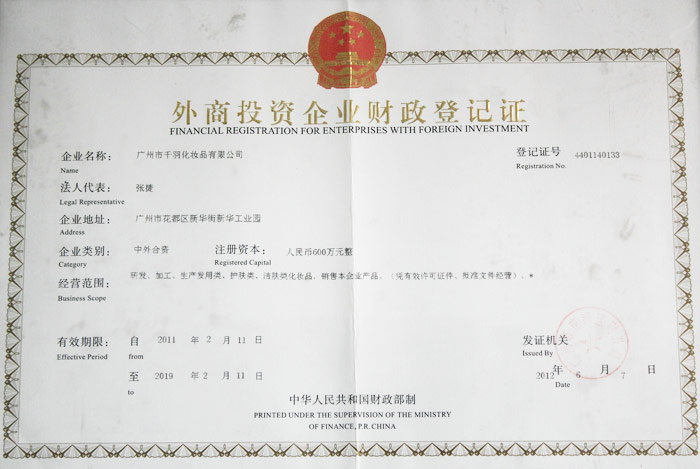 外商投资企业财政登记证
FINANCIAL REGISTRATION FOR ENTERPRISES WITH FOREIGN INVESTMENT
企业名称： 广州市千羽化妆品有限公司 登记证号 4401140133
Name Registration No.
法人代表： 张健
Legal Representative
企业地址： 广州市花都区新华街新华工业园
Address
企业类别： 中外合资 注册资本： 人民币600万元整
Category Registered Capital
经营范围： 研发、加工、生产发用类、护肤类、洁肤类化妆品，销售本企业产品。（凭有效许可证件、批准文件经营）。*
Business Scope
有效期限： 自 2011 年 2 月 11 日 发证机关
Effective Period from Issued By
至 2019 年 2 月 11 日 2012 年 6 月 7 日
to Date
中华人民共和国财政部制
PRINTED UNDER THE SUPERVISION OF THE MINISTRY
OF FINANCE, P.R.CHINA